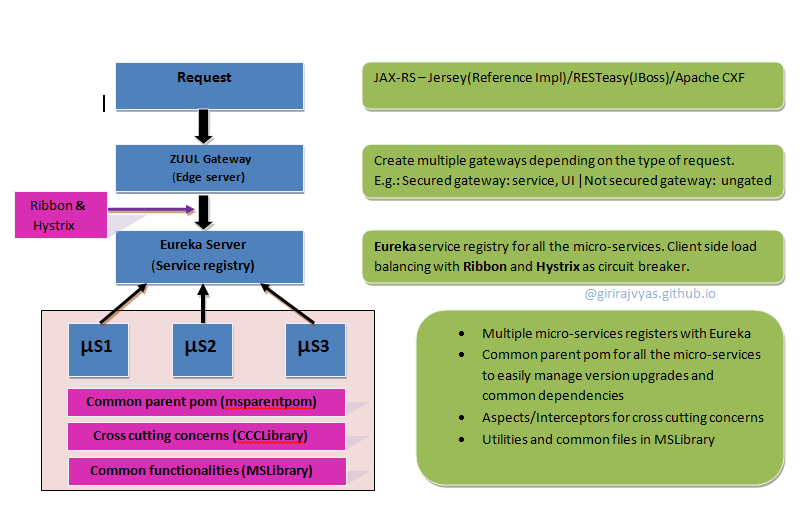 Request
JAX-RS – Jersey(Reference Impl)/RESTeasy(JBoss)/Apache CXF
ZUUL Gateway
(Edge server)
Create multiple gateways depending on the type of request.
E.g.: Secured gateway: service, UI | Not secured gateway: ungated
Ribbon &
Hystrix
Eureka Server
(Service registry)
Eureka service registry for all the micro-services. Client side load
balancing with Ribbon and Hystrix as circuit breaker.
@girirajvyas.github.io
µS1
µS2
µS3
Common parent pom (msparentpom)
Cross cutting concerns (CCCLibrary)
Common functionalities (MSLibrary)
• Multiple micro-services registers with Eureka
• Common parent pom for all the micro-services
to easily manage version upgrades and
common dependencies
• Aspects/Interceptors for cross cutting concerns
• Utilities and common files in MSLibrary